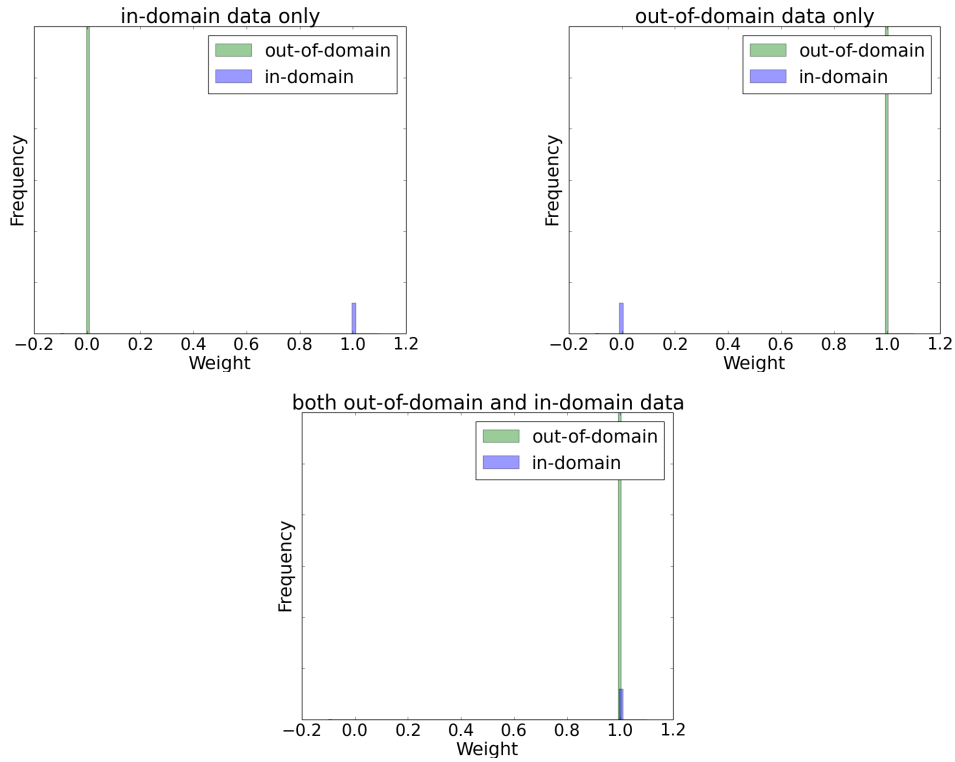 in-domain data only
out-of-domain
in-domain
Frequency
−0.2 0.0 0.2 0.4 0.6 0.8 1.0 1.2
Weight
out-of-domain data only
out-of-domain
in-domain
Frequency
−0.2 0.0 0.2 0.4 0.6 0.8 1.0 1.2
Weight
both out-of-domain and in-domain data
out-of-domain
in-domain
Frequency
−0.2 0.0 0.2 0.4 0.6 0.8 1.0 1.2
Weight